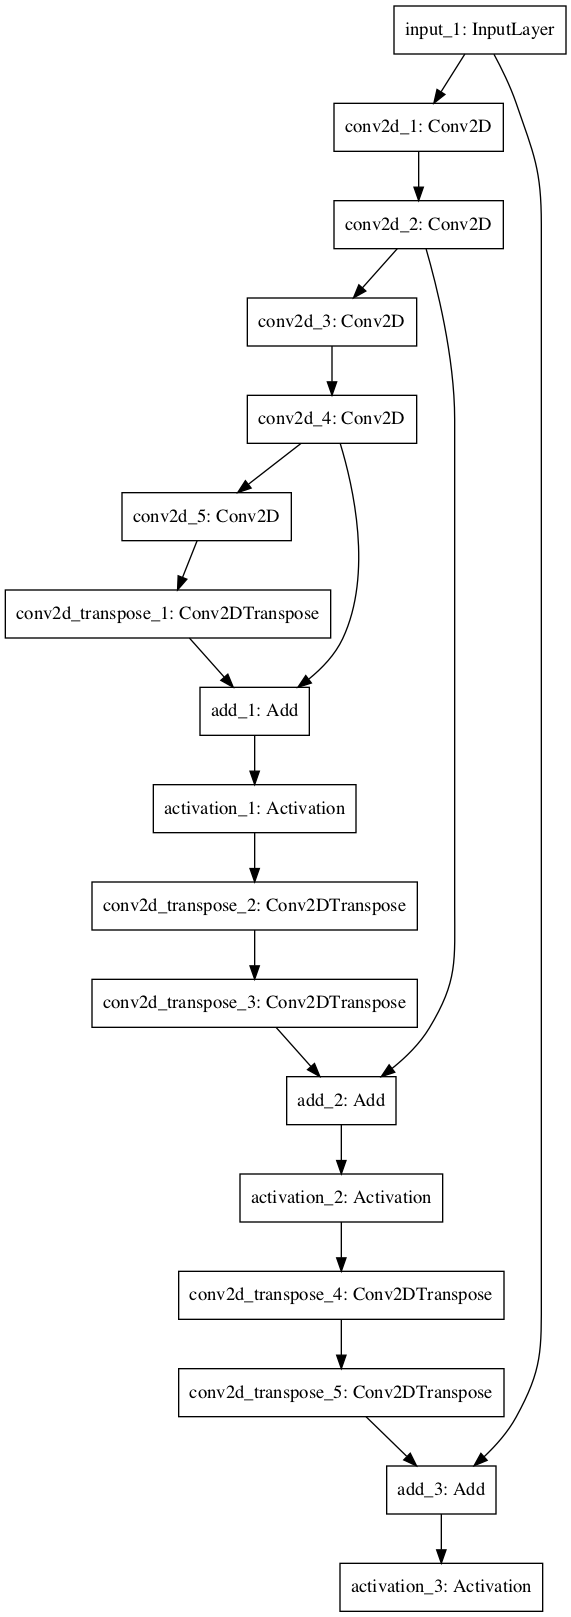 input_1: InputLayer
conv2d_1: Conv2D
conv2d_2: Conv2D
conv2d_3: Conv2D
conv2d_4: Conv2D
conv2d_5: Conv2D
conv2d_transpose_1: Conv2DTranspose
add_1: Add
activation_1: Activation
conv2d_transpose_2: Conv2DTranspose
conv2d_transpose_3: Conv2DTranspose
add_2: Add
activation_2: Activation
conv2d_transpose_4: Conv2DTranspose
conv2d_transpose_5: Conv2DTranspose
add_3: Add
activation_3: Activation